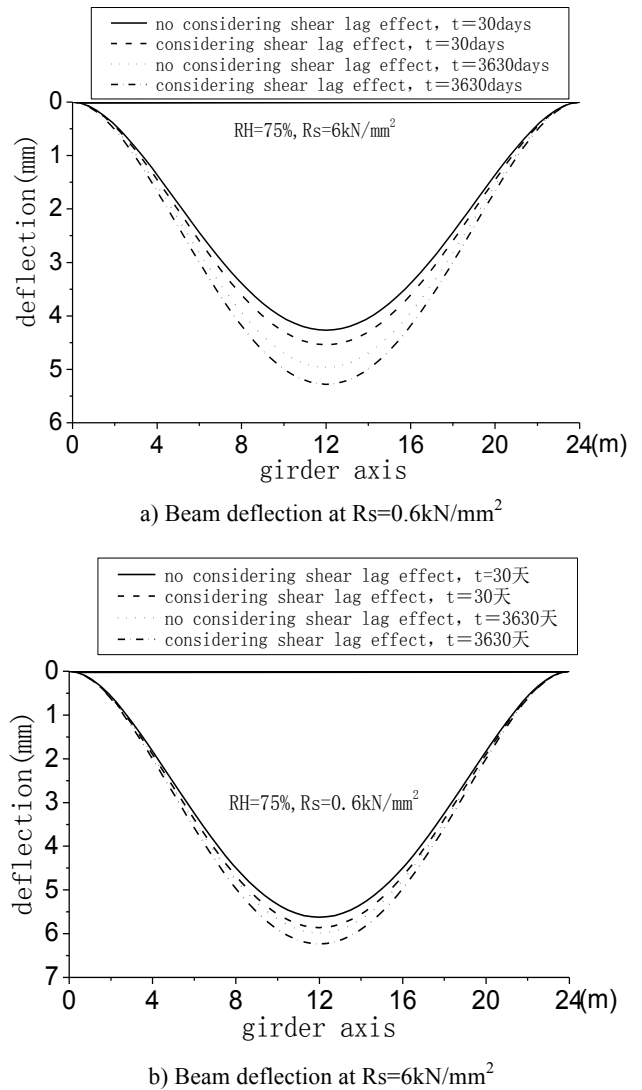 no considering shear lag effect, t＝30days
considering shear lag effect, t＝30days
no considering shear lag effect, t＝3630days
considering shear lag effect, t＝3630days
0
1
2
3
4
5
6
deflection(mm)
RH=75%, Rs=6kN/mm²
0 4 8 12 16 20 24(m)
girder axis
a) Beam deflection at Rs=0.6kN/mm²
no considering shear lag effect, t=30天
considering shear lag effect, t＝30天
no considering shear lag effect, t＝3630天
considering shear lag effect, t＝3630天
0
1
2
3
4
5
6
7
deflection(mm)
RH=75%, Rs=0.6kN/mm²
0 4 8 12 16 20 24(m)
girder axis
b) Beam deflection at Rs=6kN/mm²